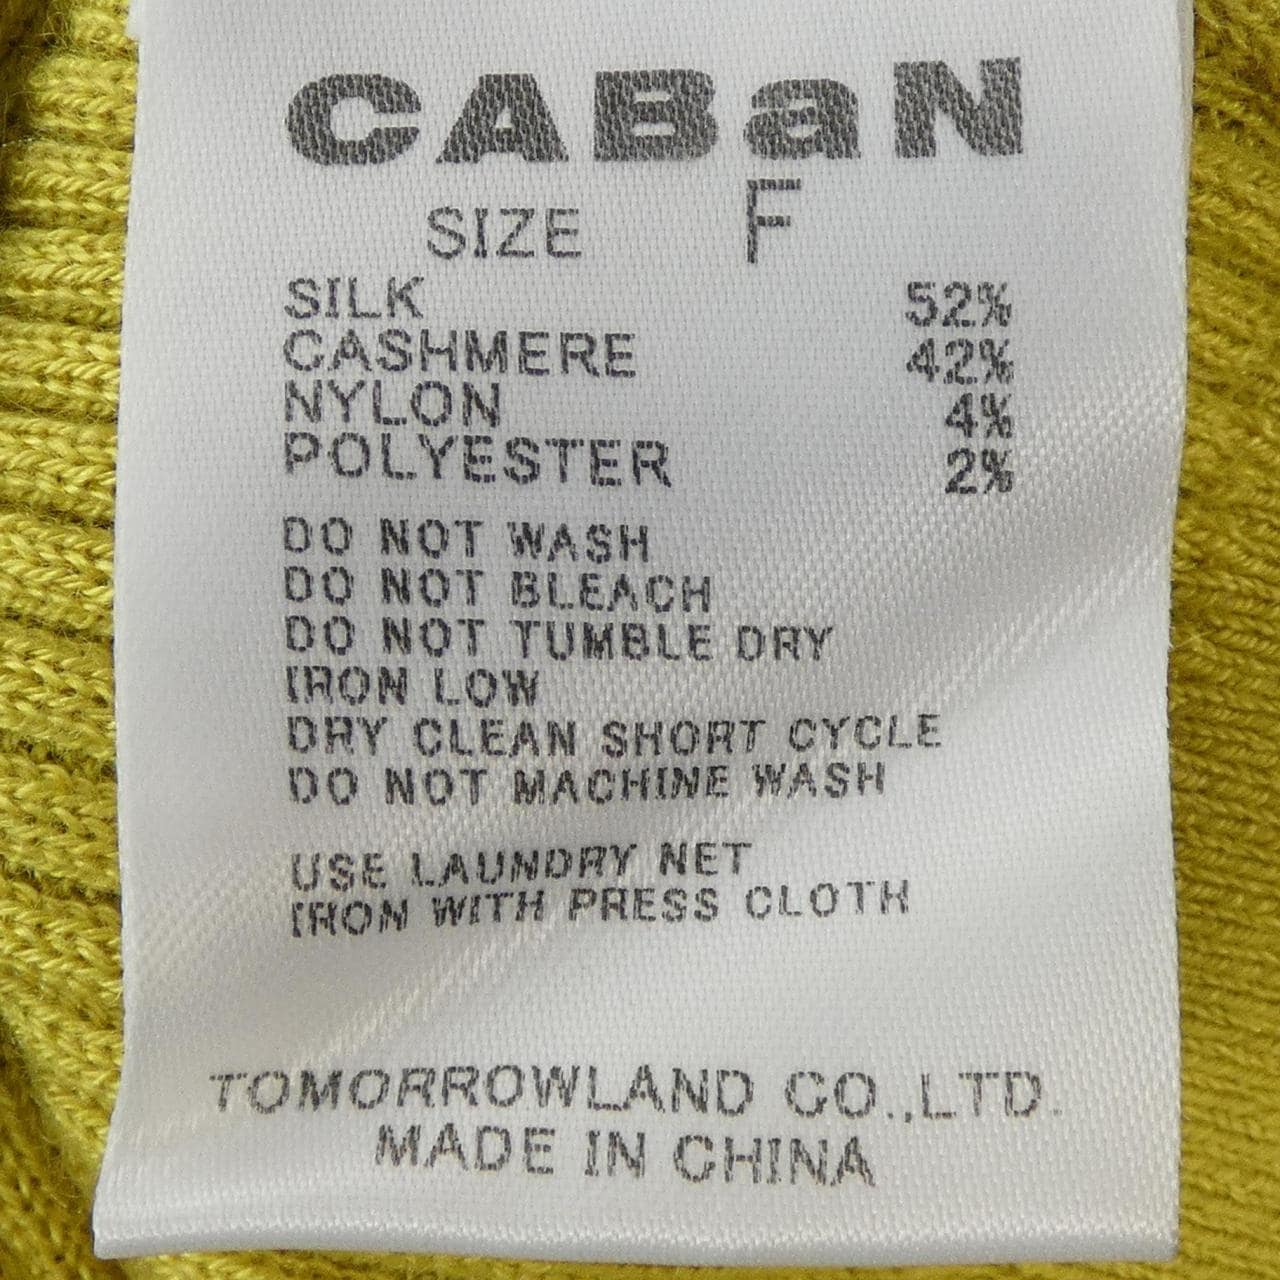 CABaN
SIZE F
SILK 52%
CASHMERE 42%
NYLON 4%
POLYESTER 2%
DO NOT WASH
DO NOT BLEACH
DO NOT TUMBLE DRY
IRON LOW
DRY CLEAN SHORT CYCLE
DO NOT MACHINE WASH
USE LAUNDRY NET
IRON WITH PRESS CLOTH
TOMORROWLAND CO.,LTD.
MADE IN CHINA